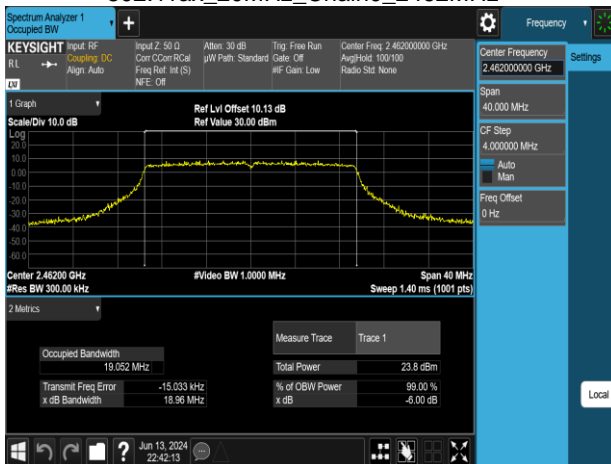 Spectrum Analyzer 1
Occupied BW
+
Frequency
KEYSIGHT
RL
LXI
Input: RF
Coupling: DC
Align: Auto
Input Z: 50 Ω
Corr CCorr RCal
Freq Ref: Int (S)
NFE: Off
Atten: 30 dB
µW Path: Standard
Trig: Free Run
Gate: Off
#IF Gain: Low
Center Freq: 2.462000000 GHz
Avg|Hold: 100/100
Radio Std: None
Center Frequency
2.462000000 GHz
Settings
Span
40.000 MHz
CF Step
4.000000 MHz
Auto
Man
Freq Offset
0 Hz
1 Graph
Scale/Div 10.0 dB
Ref Lvl Offset 10.13 dB
Ref Value 30.00 dBm
Log
20.0
10.0
0.00
-10.0
-20.0
-30.0
-40.0
-50.0
-60.0
Center 2.46200 GHz
#Video BW 1.0000 MHz
Span 40 MHz
#Res BW 300.00 kHz
Sweep 1.40 ms (1001 pts)
2 Metrics
Measure Trace
Trace 1
Occupied Bandwidth
19.052 MHz
Total Power
23.8 dBm
Transmit Freq Error
-15.033 kHz
% of OBW Power
99.00 %
x dB Bandwidth
18.96 MHz
x dB
-6.00 dB
Local
?
Jun 13, 2024
22:42:13